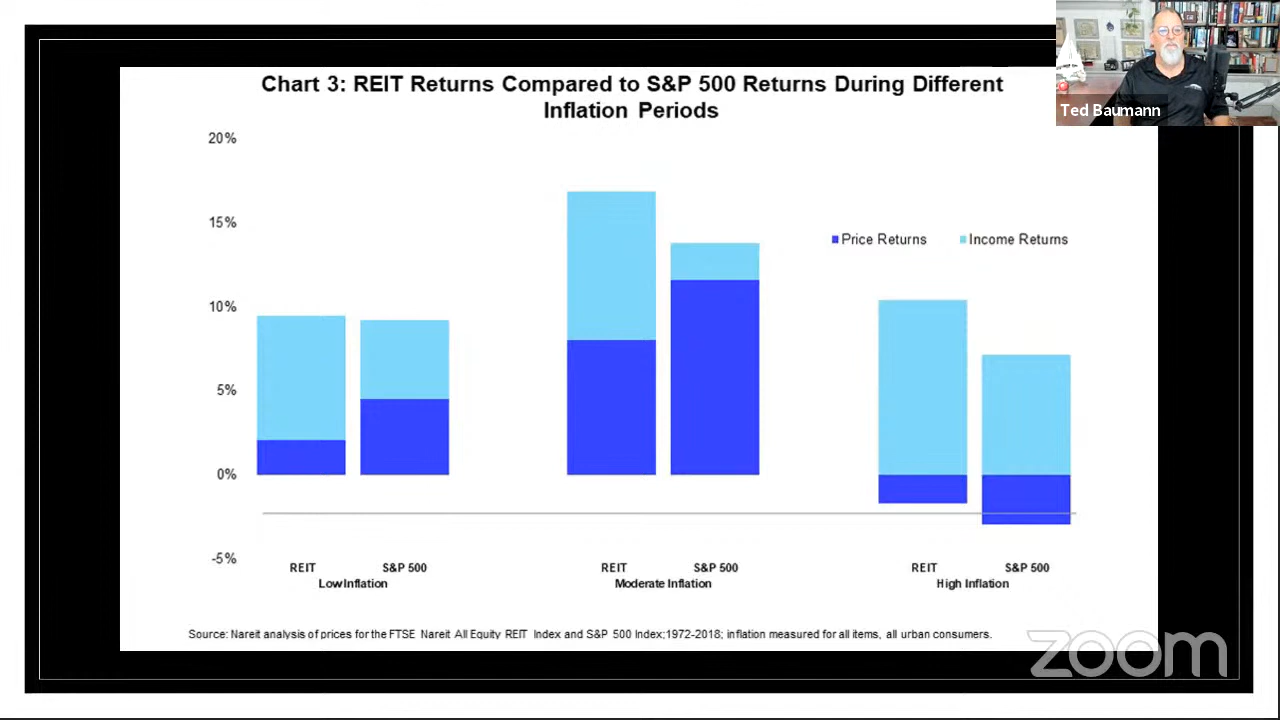 Chart 3: REIT Returns Compared to S&P 500 Returns During Different
Inflation Periods
Ted Baumann
20%
15%
10%
5%
0%
-5%
Price Returns
Income Returns
REIT
S&P 500
Low Inflation
REIT
S&P 500
Moderate Inflation
REIT
S&P 500
High Inflation
Source: Nareit analysis of prices for the FTSE Nareit All Equity REIT Index and S&P 500 Index;1972-2018; inflation measured for all items, all urban consumers.
zoom